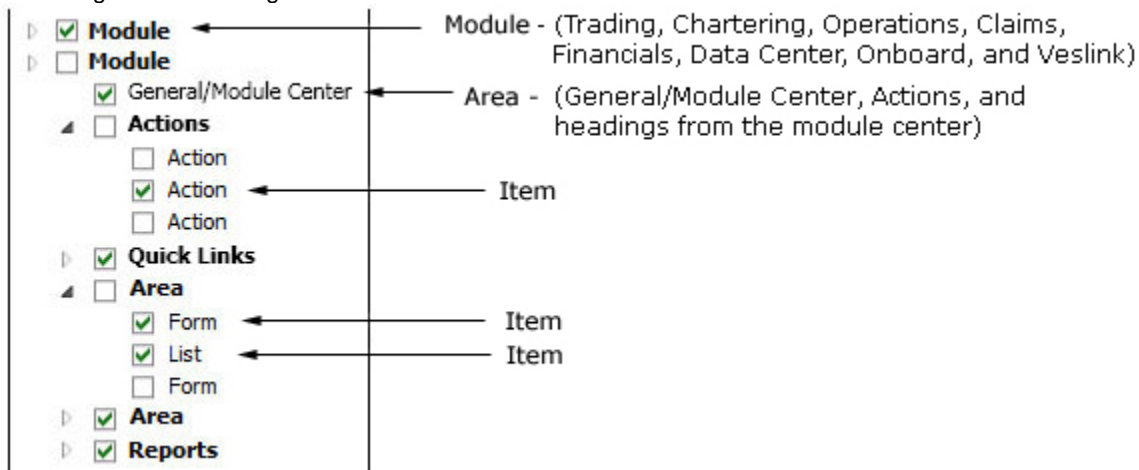 Module
Module - (Trading, Chartering, Operations, Claims,
Financials, Data Center, Onboard, and Veslink)
Module
General/Module Center
Area - (General/Module Center, Actions, and
headings from the module center)
Actions
Action
Action
Item
Action
Quick Links
Area
Form
Item
List
Item
Form
Area
Reports